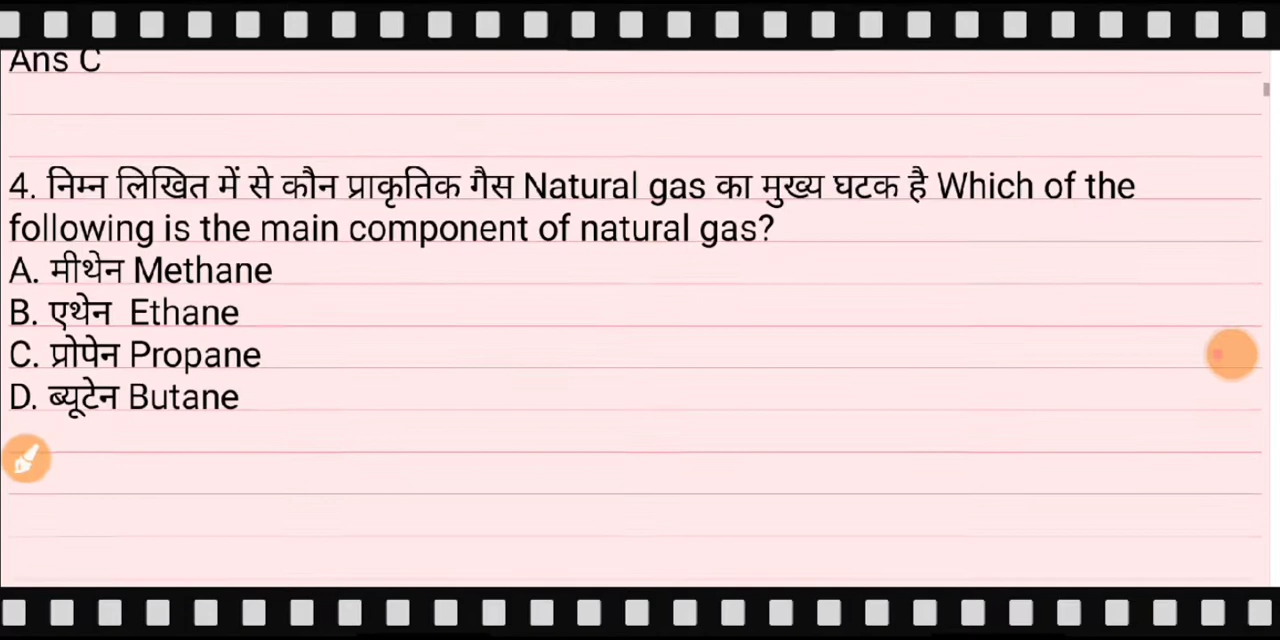 Ans C
4. निम्न लिखित में से कौन प्राकृतिक गैस Natural gas का मुख्य घटक है Which of the
following is the main component of natural gas?
A. मीथेन Methane
B. एथेन Ethane
C. प्रोपेन Propane
D. ब्यूटेन Butane